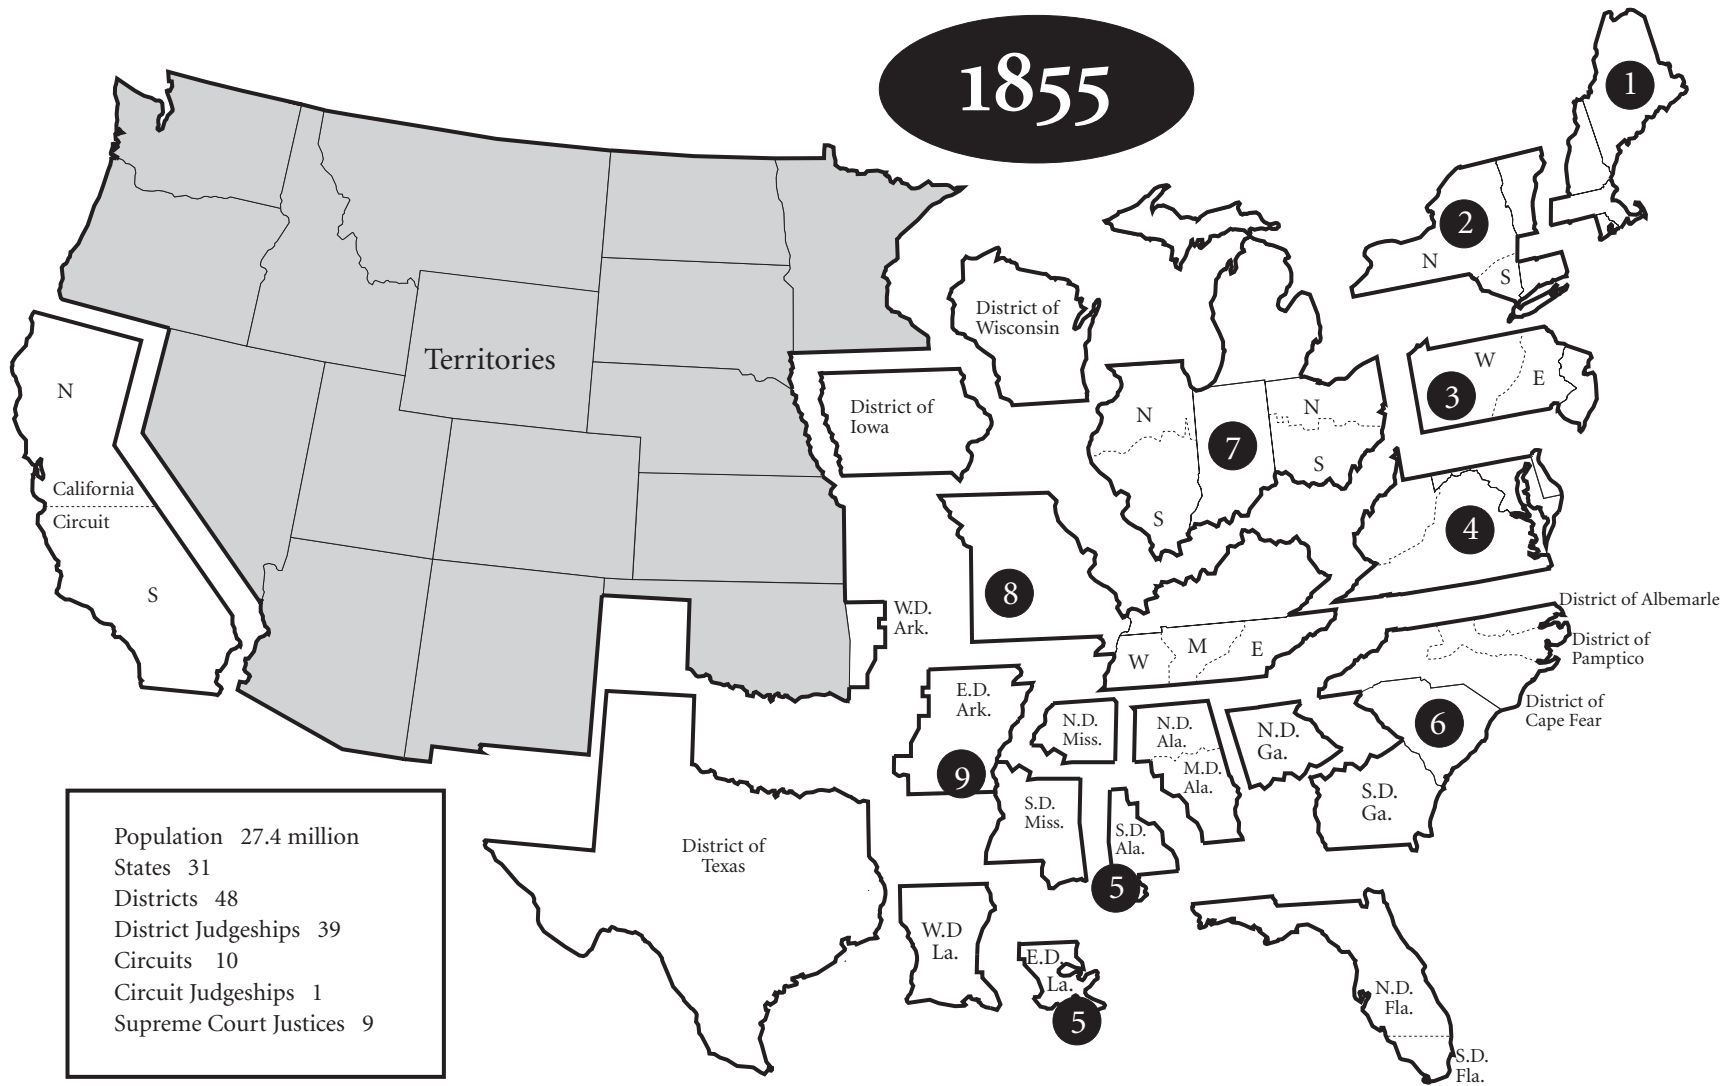 1855
1
2
N
S
District of
Wisconsin
Territories
W
E
3
N
District of
Iowa
N
N
7
S
S
4
California
Circuit
S
8
W.D.
Ark.
District of Albemarle
District of
Pamptico
W
M
E
E.D.
Ark.
9
N.D.
Miss.
N.D.
Ala.
M.D.
Ala.
N.D.
Ga.
6
District of
Cape Fear
S.D.
Miss.
S.D.
Ala.
5
S.D.
Ga.
District of
Texas
W.D
La.
E.D.
La.
5
N.D.
Fla.
S.D.
Fla.
Population 27.4 million
States 31
Districts 48
District Judgeships 39
Circuits 10
Circuit Judgeships 1
Supreme Court Justices 9